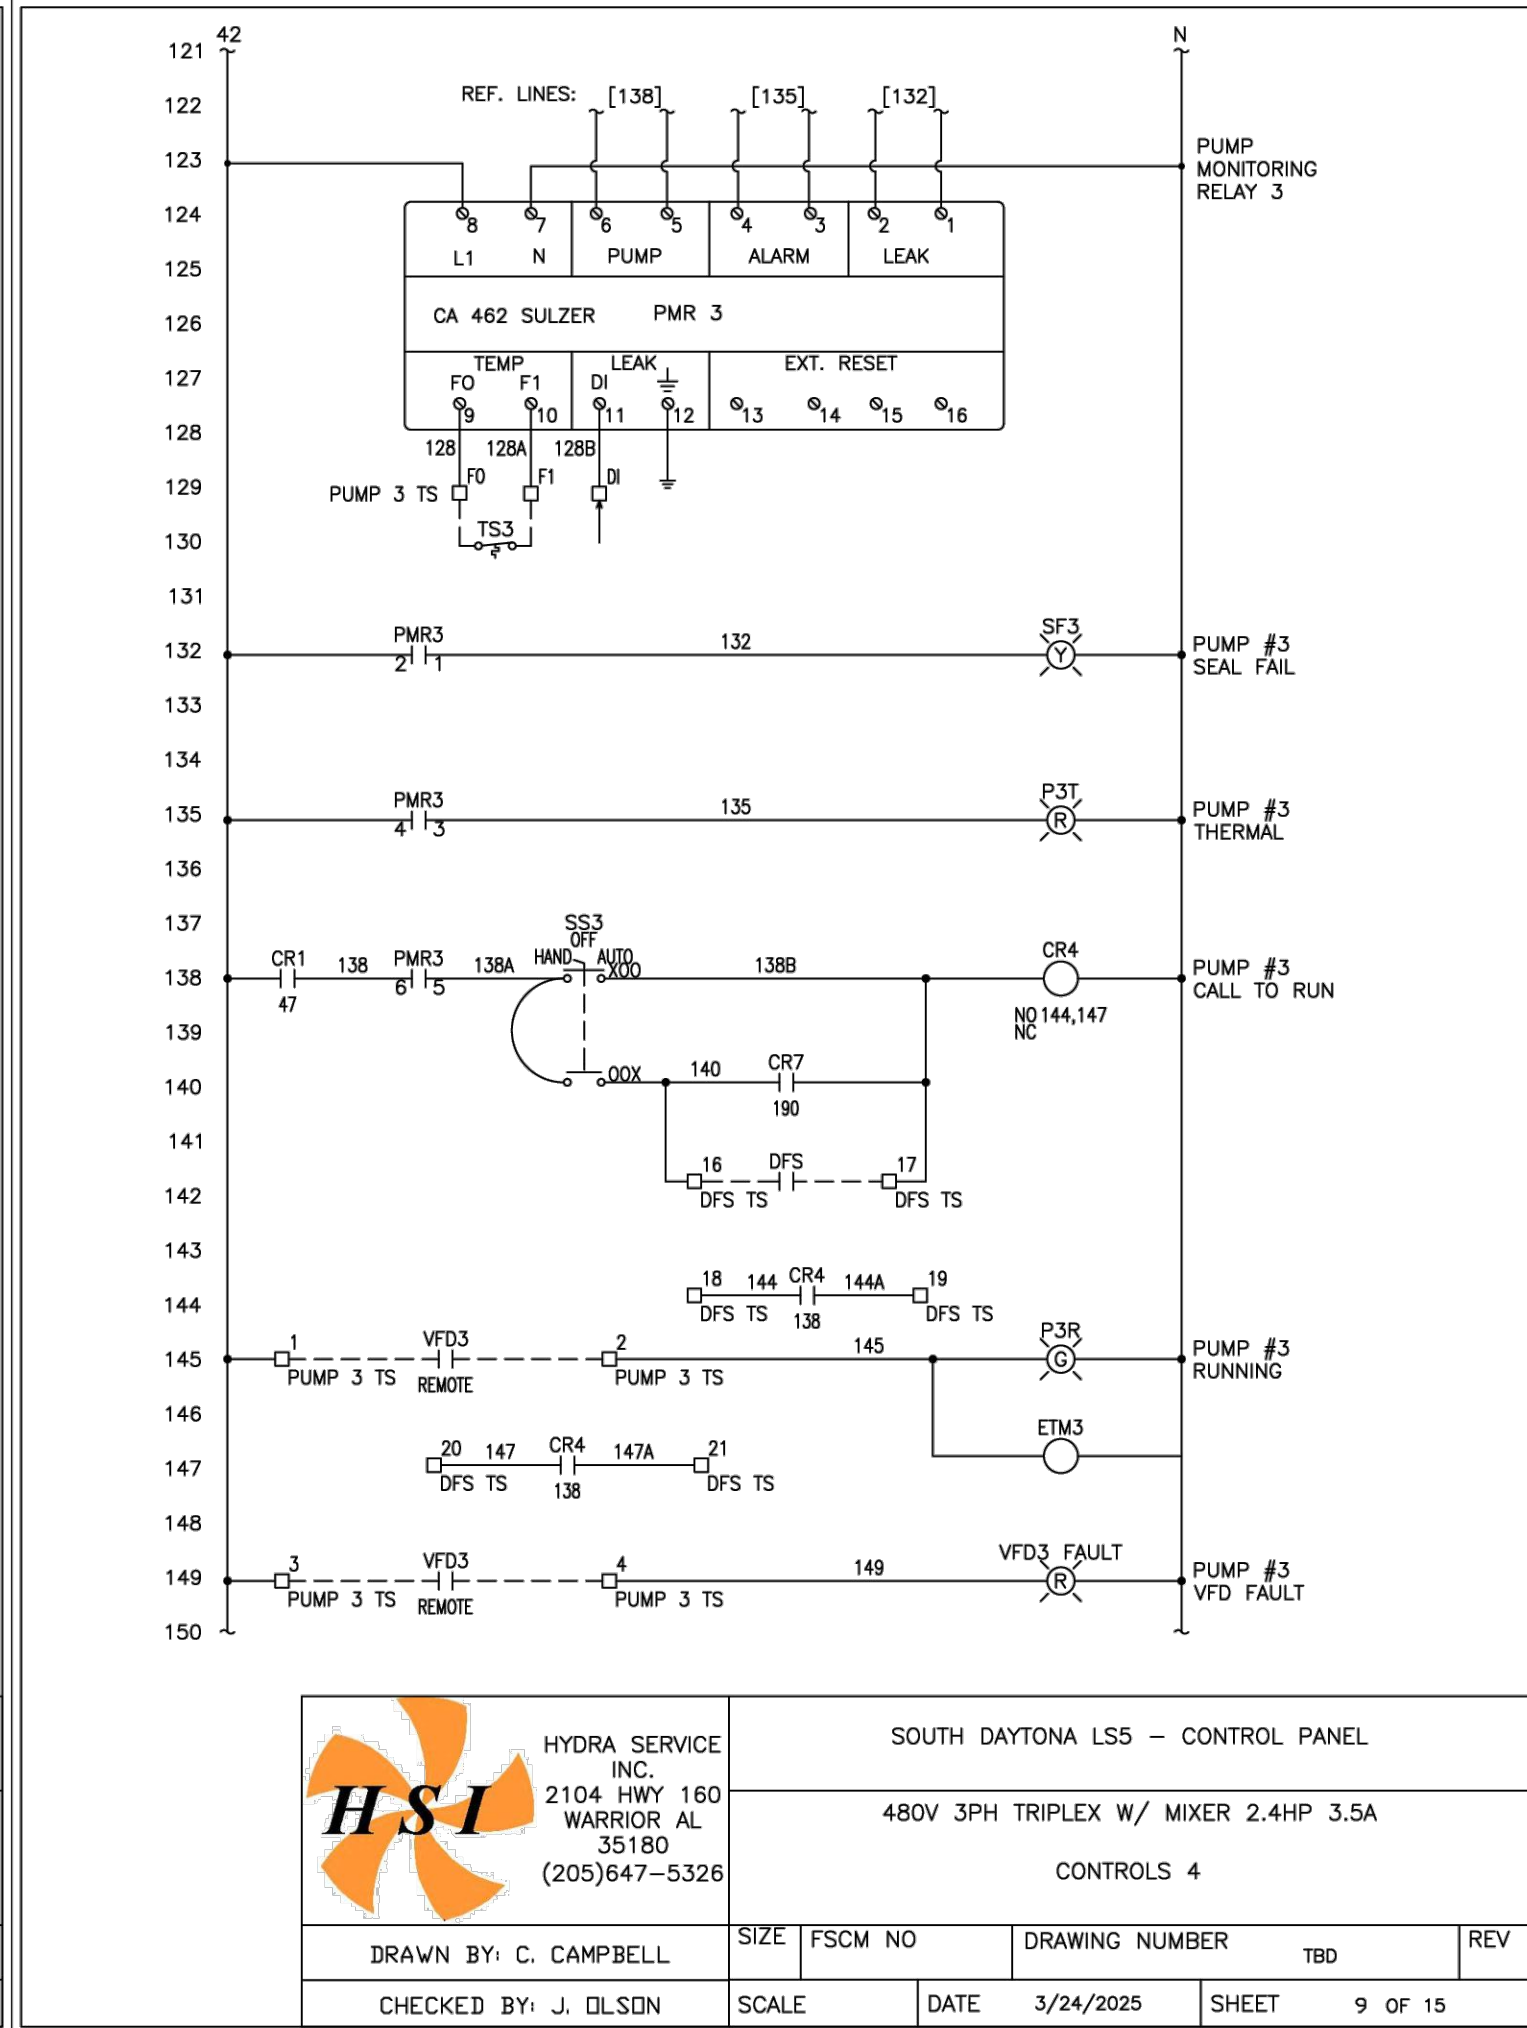 42
N
121
122
REF. LINES: [138] [135] [132]
123
PUMP
MONITORING
RELAY 3
124
8 7 6 5 4 3 2 1
L1 N PUMP ALARM LEAK
125
CA 462 SULZER PMR 3
126
TEMP LEAK EXT. RESET
127
FO F1 DI
9 10 11 12 13 14 15 16
128
128 128A 128B
F0 F1 DI
129
PUMP 3 TS
TS3
130
131
SF3
PMR3
132
132
2 1
PUMP #3
SEAL FAIL
133
134
P3T
PMR3
135
135
4 3
PUMP #3
THERMAL
136
137
SS3
OFF
HAND AUTO
CR1
138
PMR3
138A
XOO
138B
CR4
138
47
6 5
PUMP #3
CALL TO RUN
NO 144,147
NC
139
140
OOX
140
CR7
190
141
16 DFS 17
142
DFS TS DFS TS
143
18 144 CR4 144A 19
144
DFS TS 138 DFS TS
P3R
145
1 VFD3 2 145
G
PUMP 3 TS REMOTE PUMP 3 TS
PUMP #3
RUNNING
146
ETM3
20 147 CR4 147A 21
147
DFS TS 138 DFS TS
148
VFD3 FAULT
149
3 VFD3 4 149
R
PUMP 3 TS REMOTE PUMP 3 TS
PUMP #3
VFD FAULT
150
Y
R
HSI
HYDRA SERVICE
INC.
2104 HWY 160
WARRIOR AL
35180
(205)647-5326
SOUTH DAYTONA LS5 - CONTROL PANEL
480V 3PH TRIPLEX W/ MIXER 2.4HP 3.5A
CONTROLS 4
DRAWN BY: C. CAMPBELL
SIZE FSCM NO DRAWING NUMBER TBD REV
CHECKED BY: J. OLSON
SCALE DATE 3/24/2025 SHEET 9 OF 15